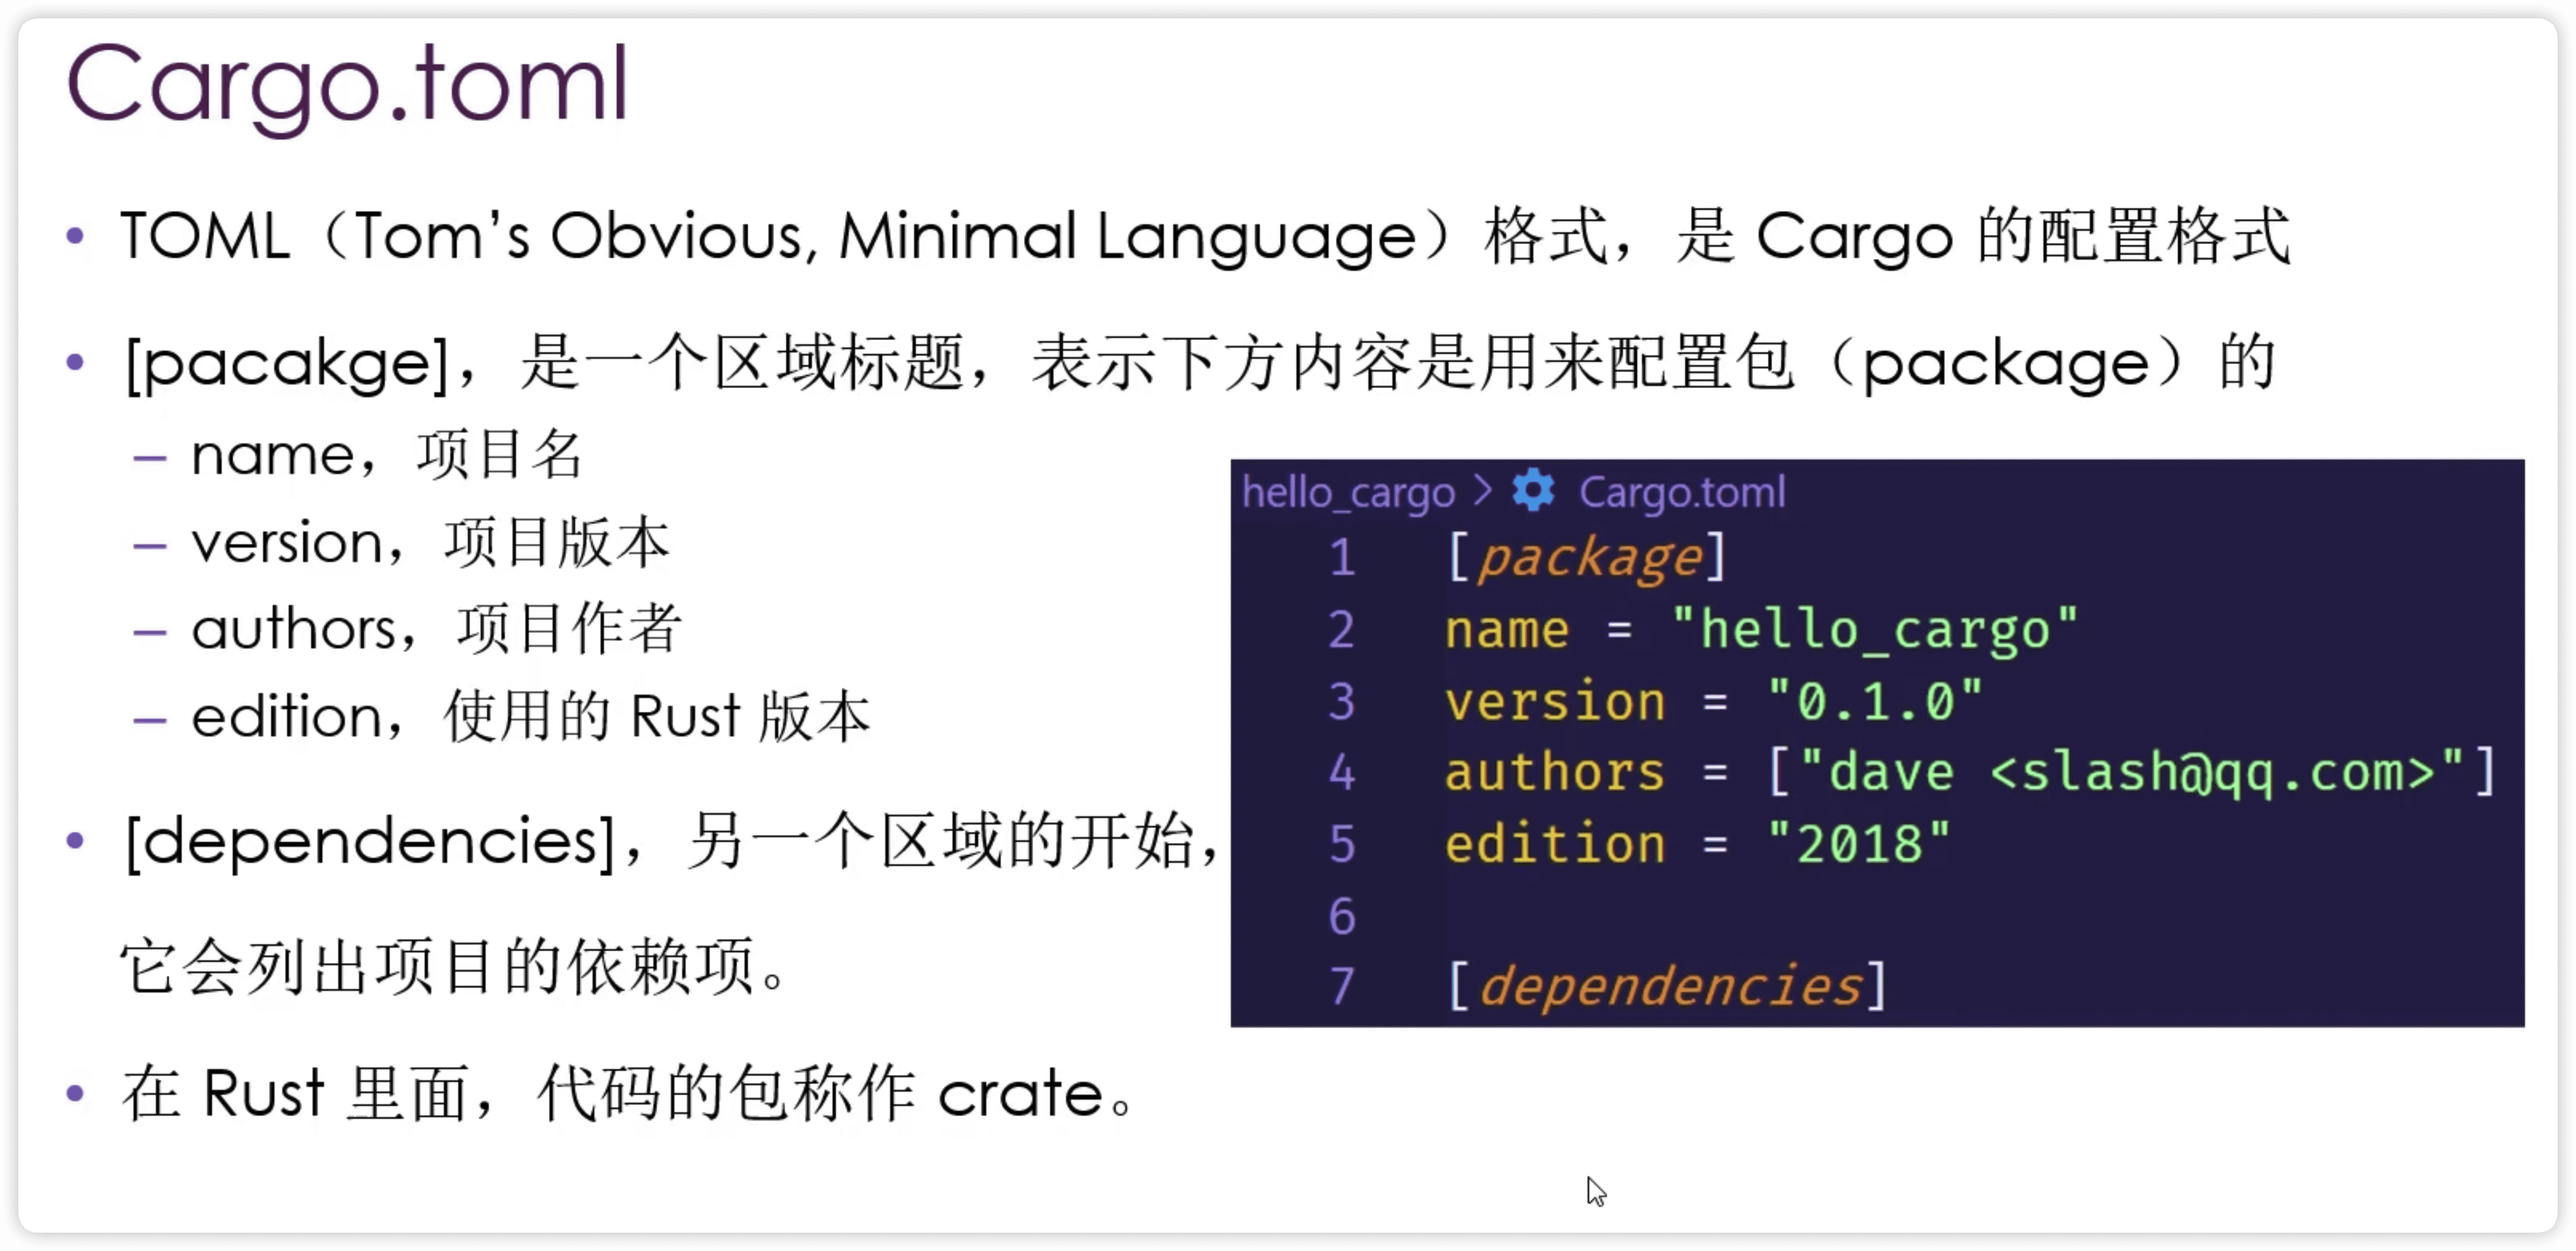 Cargo.toml
• TOML（Tom’s Obvious, Minimal Language）格式，是 Cargo 的配置格式
• [pacakge]，是一个区域标题，表示下方内容是用来配置包（package）的
– name，项目名
– version，项目版本
– authors，项目作者
– edition，使用的 Rust 版本
• [dependencies]，另一个区域的开始，
它会列出项目的依赖项。
• 在 Rust 里面，代码的包称作 crate。
hello_cargo > Cargo.toml
1 [package]
2 name = "hello_cargo"
3 version = "0.1.0"
4 authors = ["dave <slash@qq.com>"]
5 edition = "2018"
6
7 [dependencies]